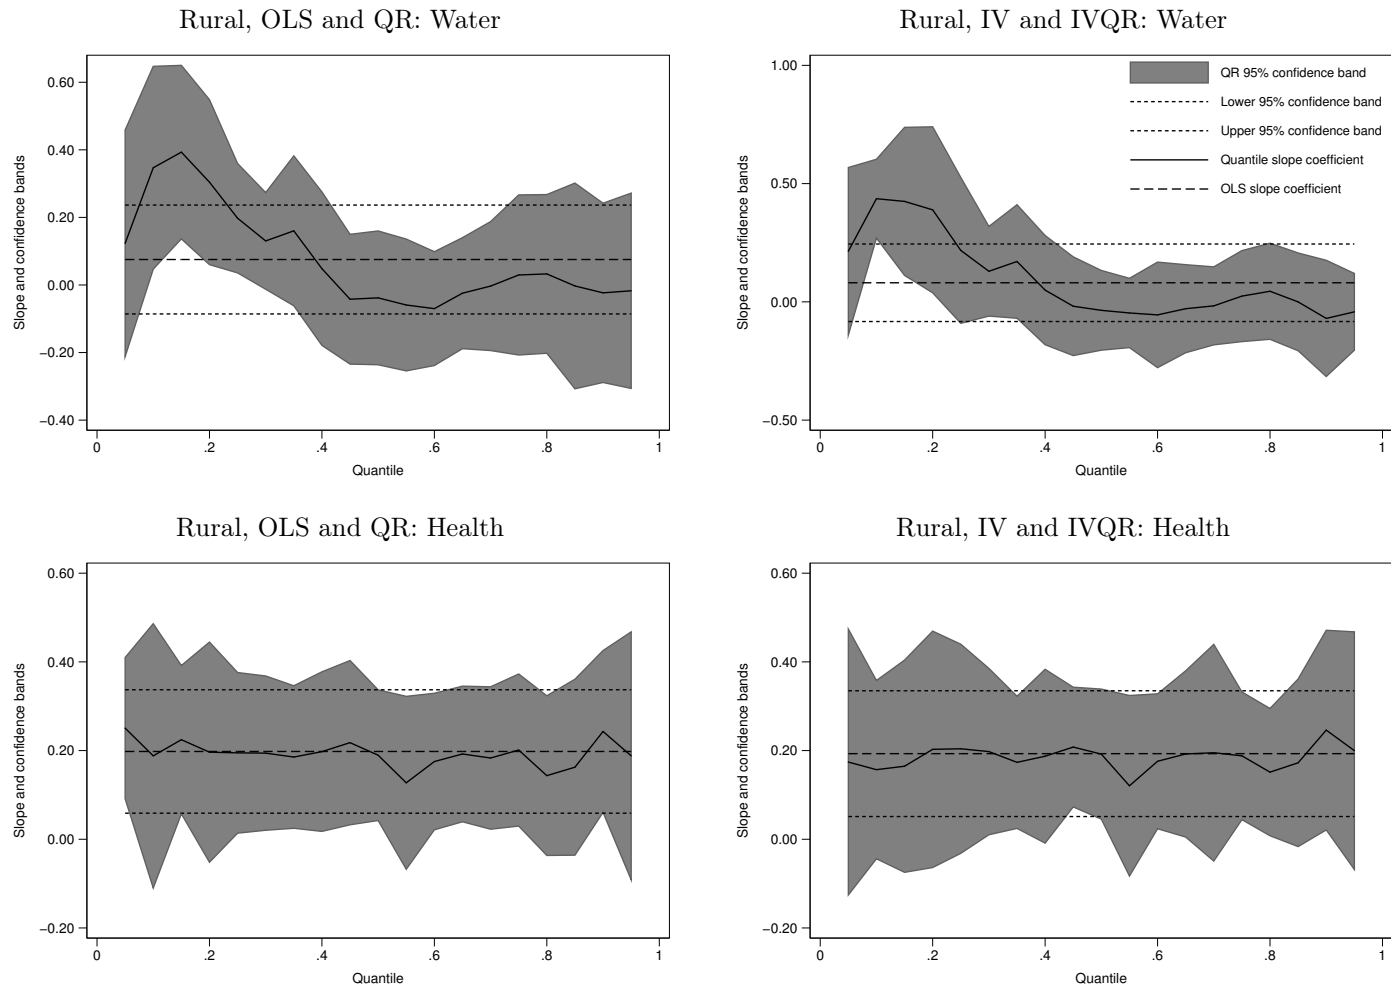 Rural, OLS and QR: Water
Slope and confidence bands
0.60
0.40
0.20
0.00
−0.20
−0.40
0 .2 .4 .6 .8 1
Quantile
Rural, IV and IVQR: Water
Slope and confidence bands
1.00
0.50
0.00
−0.50
0 .2 .4 .6 .8 1
Quantile
QR 95% confidence band
Lower 95% confidence band
Upper 95% confidence band
Quantile slope coefficient
OLS slope coefficient
Rural, OLS and QR: Health
Slope and confidence bands
0.60
0.40
0.20
0.00
−0.20
0 .2 .4 .6 .8 1
Quantile
Rural, IV and IVQR: Health
Slope and confidence bands
0.60
0.40
0.20
0.00
−0.20
0 .2 .4 .6 .8 1
Quantile